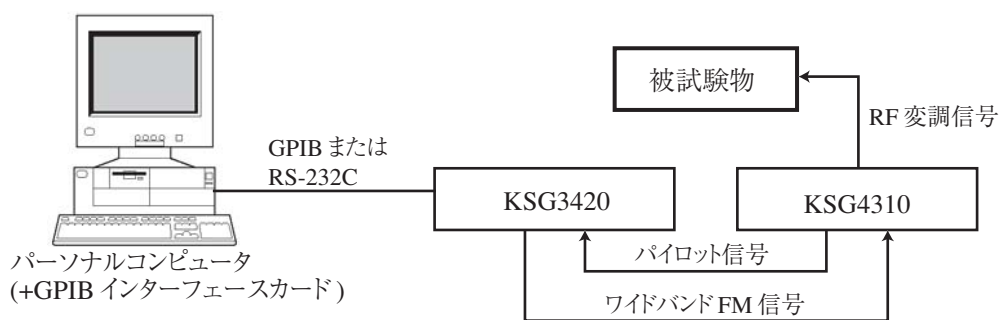 被試験物
RF 変調信号
GPIB または
RS-232C
KSG3420
KSG4310
パイロット信号
パーソナルコンピュータ
(+GPIB インターフェースカード)
ワイドバンド FM 信号